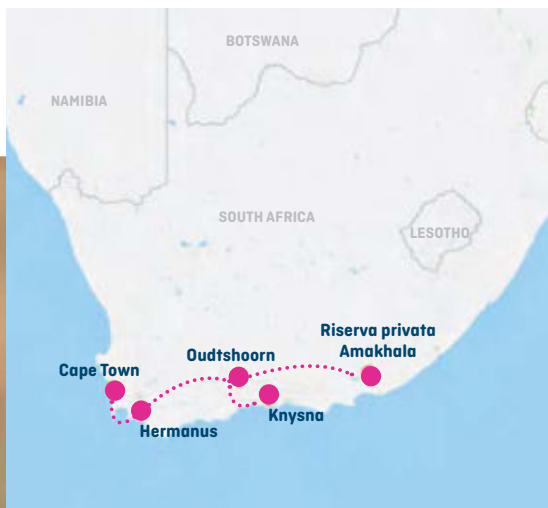 BOTSWANA
NAMIBIA
SOUTH AFRICA
LESOTHO
Riserva privata
Amakhala
Oudtshoorn
Cape Town
Knysna
Hermanus